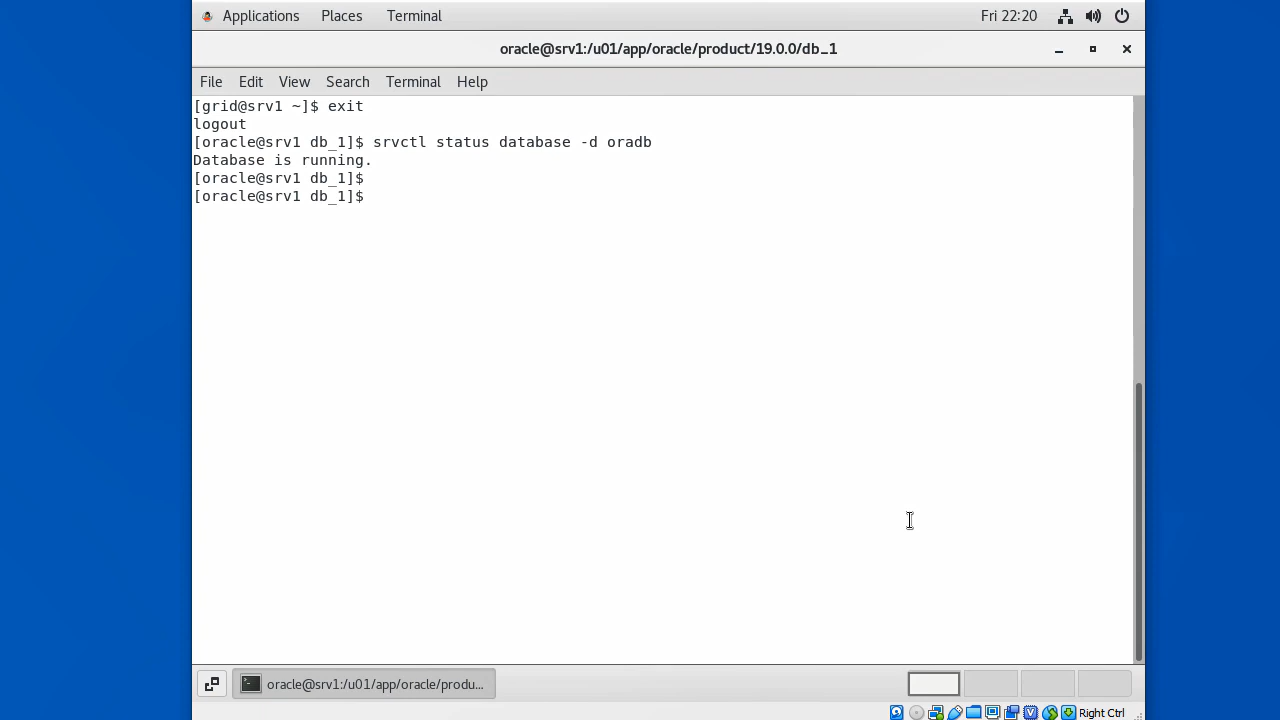 Applications Places Terminal Fri 22:20
oracle@srv1:/u01/app/oracle/product/19.0.0/db_1
File Edit View Search Terminal Help
[grid@srv1 ~]$ exit
logout
[oracle@srv1 db_1]$ srvctl status database -d oradb
Database is running.
[oracle@srv1 db_1]$
[oracle@srv1 db_1]$
oracle@srv1:/u01/app/oracle/produ...
Right Ctrl